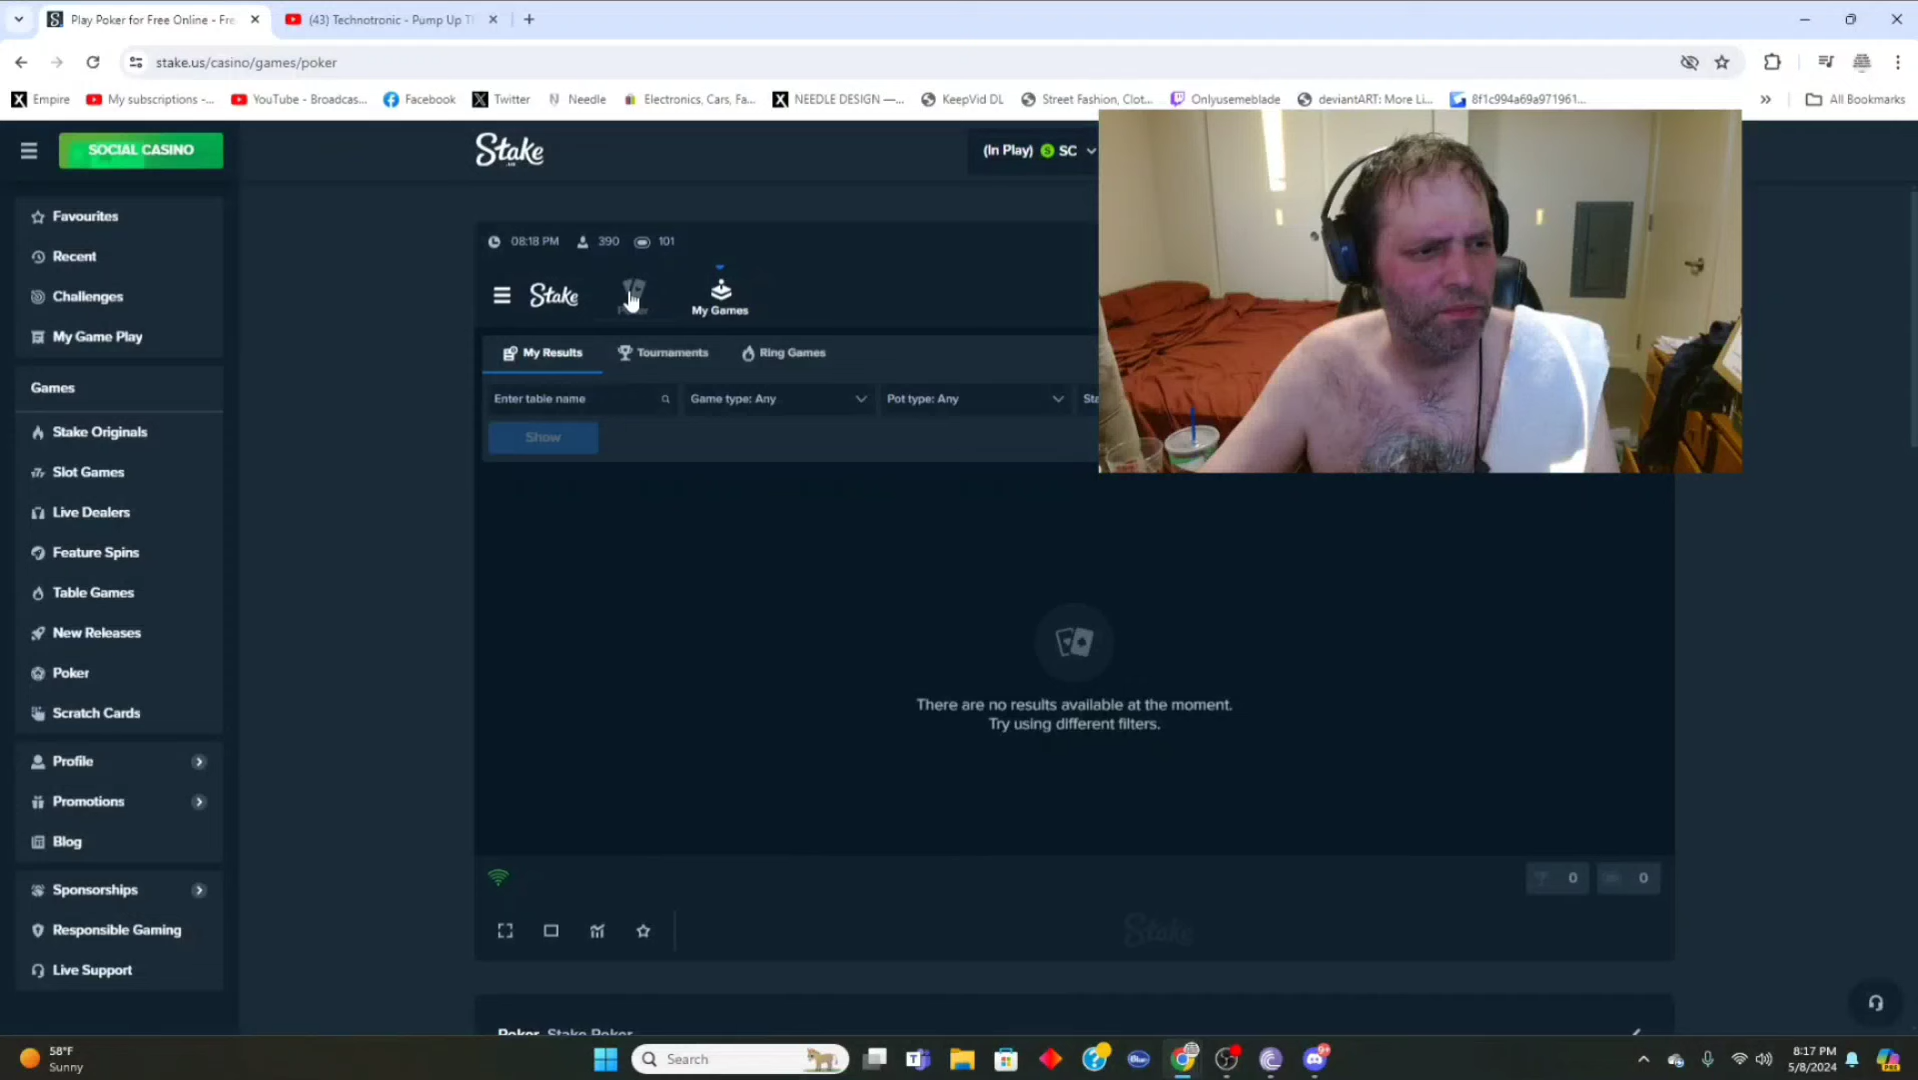 Play Poker for Free Online - Fre
(43) Technotronic - Pump Up T
stake.us/casino/games/poker
Empire
My subscriptions -...
YouTube - Broadcas...
Facebook
Twitter
Needle
Electronics, Cars, Fa...
NEEDLE DESIGN —...
KeepVid DL
Street Fashion, Clot...
Onlyusemeblade
deviantART: More Li...
8f1c994a69a971961...
»
All Bookmarks
SOCIAL CASINO
Stake
(In Play) SC
Favourites
Recent
Challenges
My Game Play
Games
Stake Originals
Slot Games
Live Dealers
Feature Spins
Table Games
New Releases
Poker
Scratch Cards
Profile
Promotions
Blog
Sponsorships
Responsible Gaming
Live Support
08:18 PM 390 101
Stake
My Games
My Results
Tournaments
Ring Games
Enter table name
Game type: Any
Pot type: Any
Show
There are no results available at the moment.
Try using different filters.
0
0
Stake
Poker Stake Poker
58°F
Sunny
Search
Blur
8:17 PM
5/8/2024